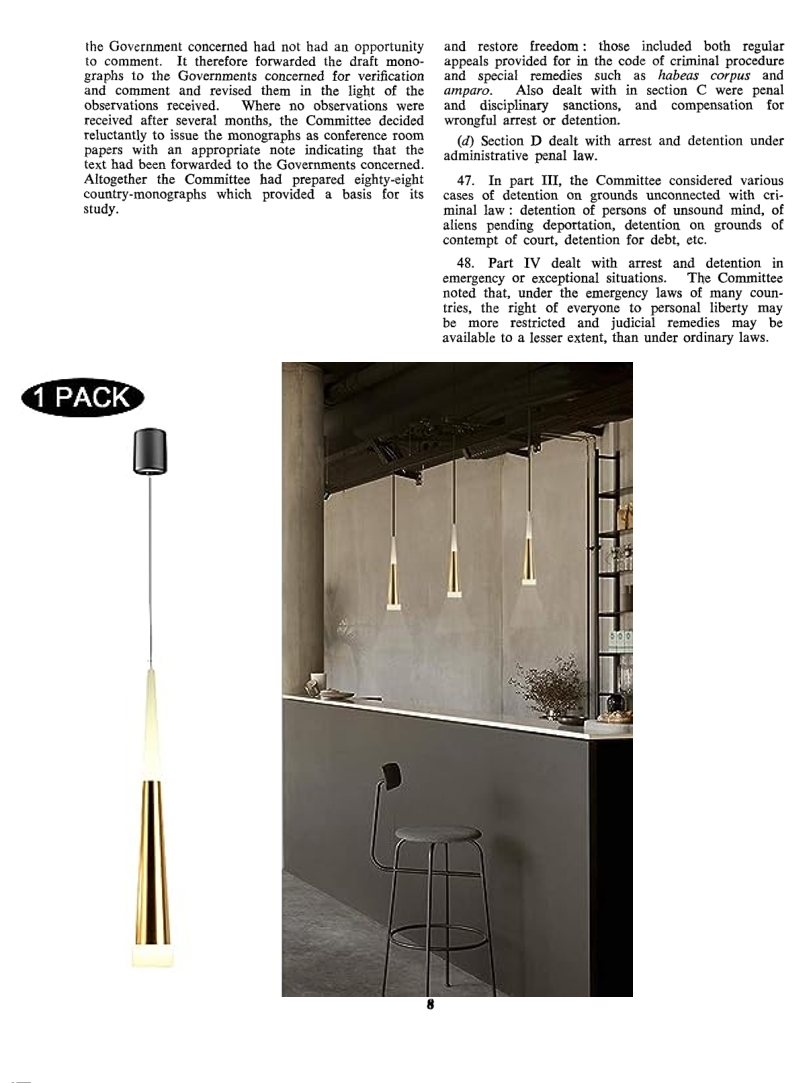 the Government concerned had not had an opportunity
to comment. It therefore forwarded the draft mono-
graphs to the Governments concerned for verification
and comment and revised them in the light of the
observations received. Where no observations were
received after several months, the Committee decided
reluctantly to issue the monographs as conference room
papers with an appropriate note indicating that the
text had been forwarded to the Governments concerned.
Altogether the Committee had prepared eighty-eight
country-monographs which provided a basis for its
study.
and restore freedom : those included both regular
appeals provided for in the code of criminal procedure
and special remedies such as habeas corpus and
amparo. Also dealt with in section C were penal
and disciplinary sanctions, and compensation for
wrongful arrest or detention.
(d) Section D dealt with arrest and detention under
administrative penal law.
47. In part III, the Committee considered various
cases of detention on grounds unconnected with cri-
minal law : detention of persons of unsound mind, of
aliens pending deportation, detention on grounds of
contempt of court, detention for debt, etc.
48. Part IV dealt with arrest and detention in
emergency or exceptional situations. The Committee
noted that, under the emergency laws of many coun-
tries, the right of everyone to personal liberty may
be more restricted and judicial remedies may be
available to a lesser extent, than under ordinary laws.
1 PACK
8